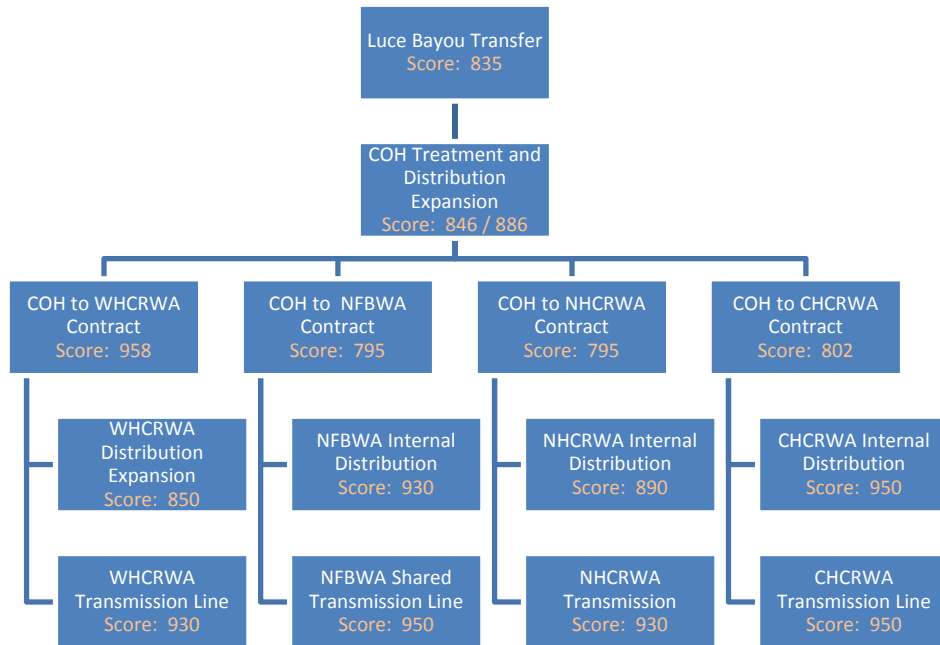 Luce Bayou Transfer
Score: 835
COH Treatment and
Distribution
Expansion
Score: 846 / 886
COH to WHCRWA
Contract
Score: 958
COH to NFBWA
Contract
Score: 795
COH to NHCRWA
Contract
Score: 795
COH to CHCRWA
Contract
Score: 802
WHCRWA
Distribution
Expansion
Score: 850
NFBWA Internal
Distribution
Score: 930
NHCRWA Internal
Distribution
Score: 890
CHCRWA Internal
Distribution
Score: 950
WHCRWA
Transmission Line
Score: 930
NFBWA Shared
Transmission Line
Score: 950
NHCRWA
Transmission
Score: 930
CHCRWA
Transmission Line
Score: 950